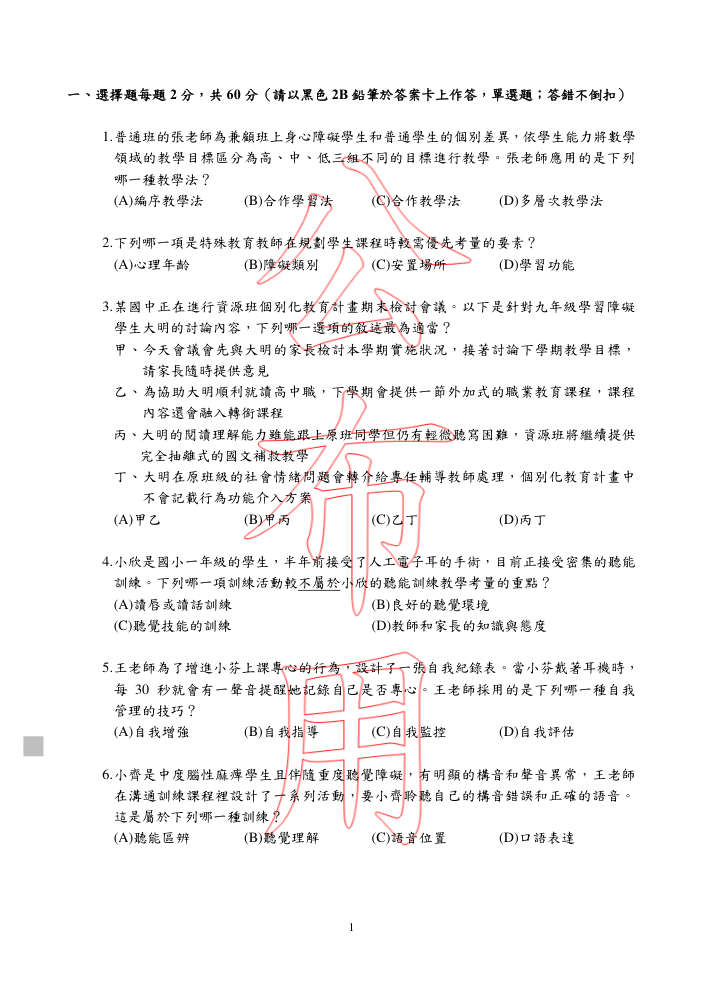 一、選擇題每題 2 分，共 60 分（請以黑色 2B 鉛筆於答案卡上作答，單選題；答錯不倒扣）
1.普通班的張老師為兼顧班上身心障礙學生和普通學生的個別差異，依學生能力將數學
領域的教學目標區分為高、中、低三組不同的目標進行教學。張老師應用的是下列
哪一種教學法？
(A)編序教學法 (B)合作學習法 (C)合作教學法 (D)多層次教學法
2.下列哪一項是特殊教育教師在規劃學生課程時較需優先考量的要素？
(A)心理年齡 (B)障礙類別 (C)安置場所 (D)學習功能
3.某國中正在進行資源班個別化教育計畫期末檢討會議。以下是針對九年級學習障礙
學生大明的討論內容，下列哪一選項的敘述最為適當？
甲、今天會議會先與大明的家長檢討本學期實施狀況，接著討論下學期教學目標，
請家長隨時提供意見
乙、為協助大明順利就讀高中職，下學期會提供一節外加式的職業教育課程，課程
內容還會融入轉銜課程
丙、大明的閱讀理解能力雖能跟上原班同學但仍有輕微聽寫困難，資源班將繼續提供
完全抽離式的國文補救教學
丁、大明在原班級的社會情緒問題會轉介給專任輔導教師處理，個別化教育計畫中
不會記載行為功能介入方案
(A)甲乙 (B)甲丙 (C)乙丁 (D)丙丁
4.小欣是國小一年級的學生，半年前接受了人工電子耳的手術，目前正接受密集的聽能
訓練。下列哪一項訓練活動較不屬於小欣的聽能訓練教學考量的重點？
(A)讀唇或讀話訓練 (B)良好的聽覺環境
(C)聽覺技能的訓練 (D)教師和家長的知識與態度
5.王老師為了增進小芬上課專心的行為，設計了一張自我紀錄表。當小芬戴著耳機時，
每 30 秒就會有一聲音提醒她記錄自己是否專心。王老師採用的是下列哪一種自我
管理的技巧？
(A)自我增強 (B)自我指導 (C)自我監控 (D)自我評估
6.小齊是中度腦性麻痺學生且伴隨重度聽覺障礙，有明顯的構音和聲音異常，王老師
在溝通訓練課程裡設計了一系列活動，要小齊聆聽自己的構音錯誤和正確的語音。
這是屬於下列哪一種訓練？
(A)聽能區辨 (B)聽覺理解 (C)語音位置 (D)口語表達
公布用
1